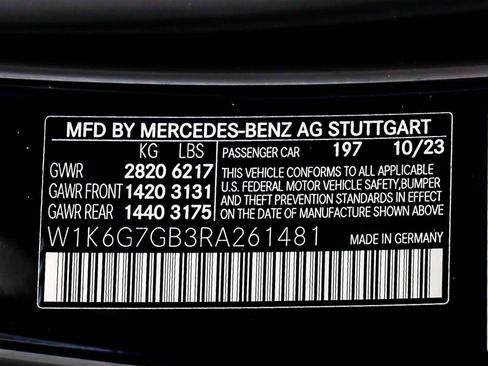 MFD BY MERCEDES-BENZ AG STUTTGART
KG LBS PASSENGER CAR 197 10/23
GVWR 2820 6217
GAWR FRONT 1420 3131
GAWR REAR 1440 3175
THIS VEHICLE CONFORMS TO ALL APPLICABLE
U.S. FEDERAL MOTOR VEHICLE SAFETY,BUMPER
AND THEFT PREVENTION STANDARDS IN EFFECT
ON THE DATE OF MANUFACTURE SHOWN ABOVE.
W1K6G7GB3RA261481 MADE IN GERMANY